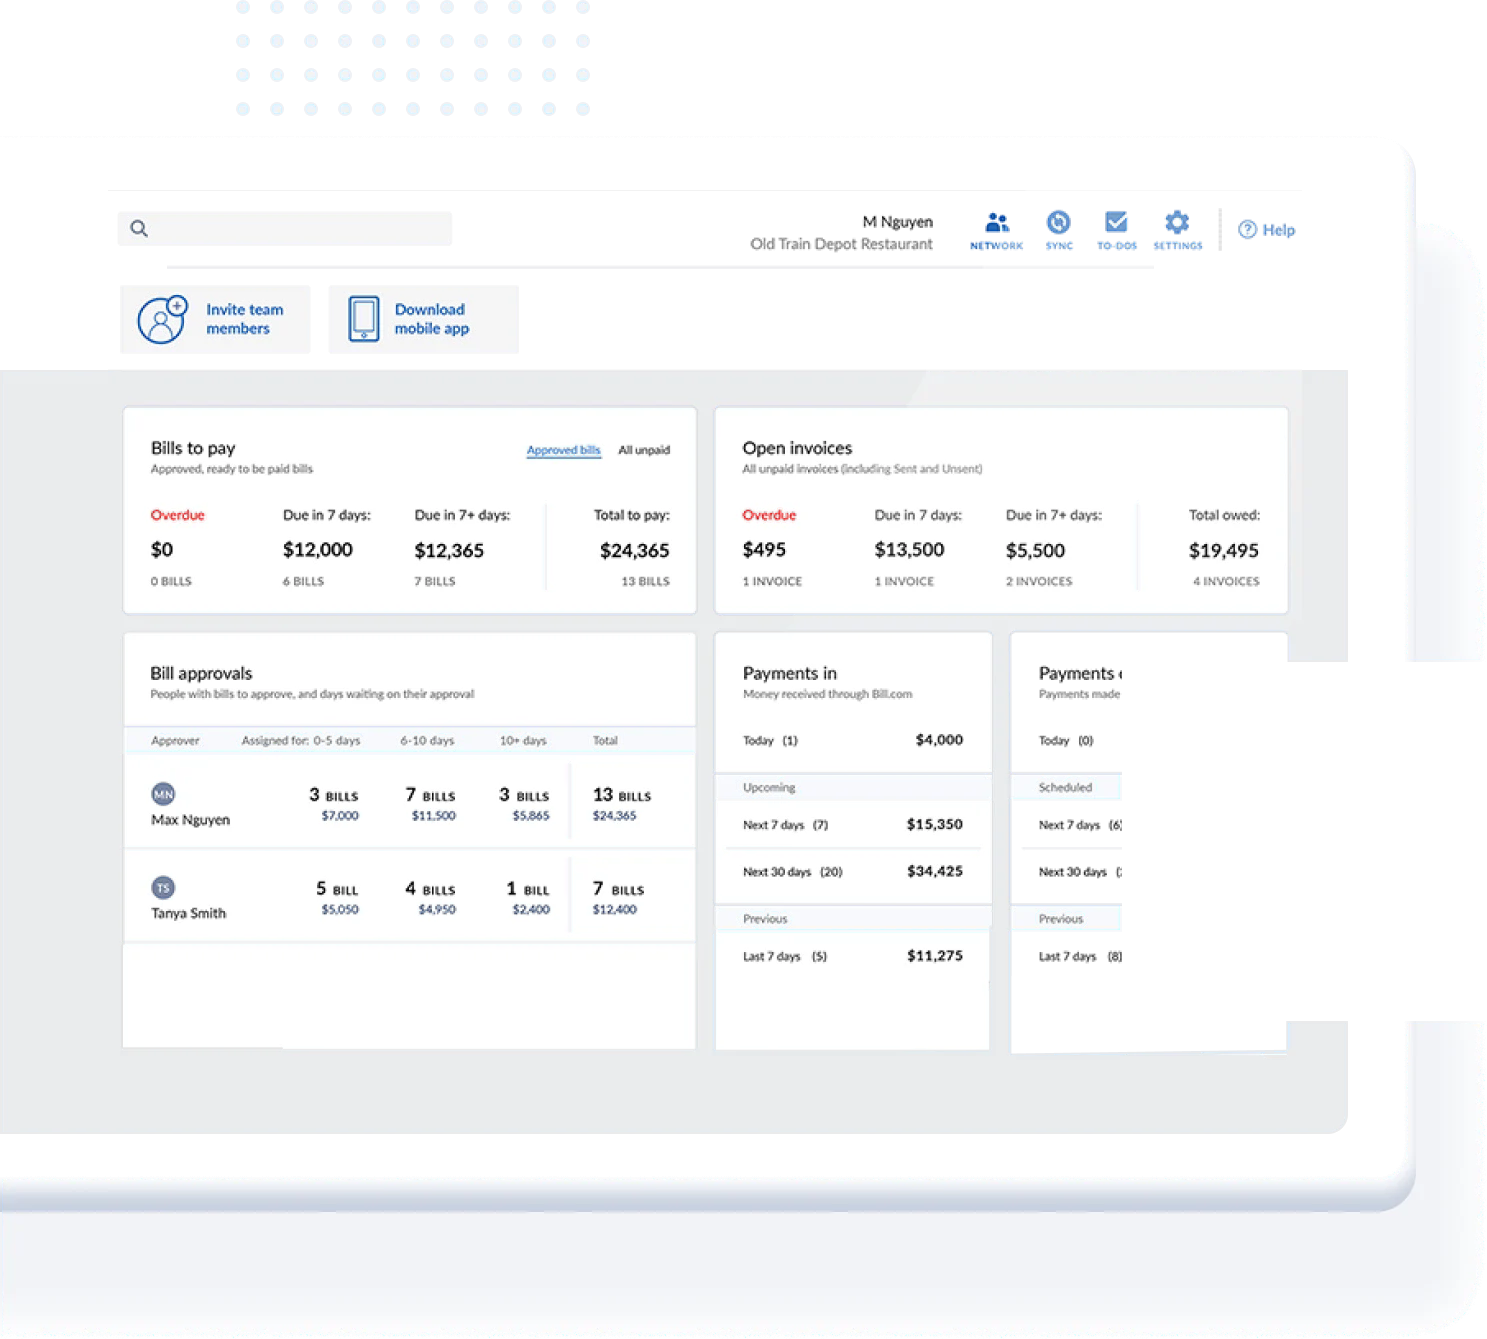 M Nguyen
Old Train Depot Restaurant
NETWORK
SYNC
TO-DOS
SETTINGS
Help
Invite team
members
Download
mobile app
Bills to pay
Approved bills
All unpaid
Approved, ready to be paid bills
Overdue
Due in 7 days:
Due in 7+ days:
Total to pay:
$0
$12,000
$12,365
$24,365
0 BILLS
6 BILLS
7 BILLS
13 BILLS
Open invoices
All unpaid invoices (including Sent and Unsent)
Overdue
Due in 7 days:
Due in 7+ days:
Total owed:
$495
$13,500
$5,500
$19,495
1 INVOICE
1 INVOICE
2 INVOICES
4 INVOICES
Bill approvals
People with bills to approve, and days waiting on their approval
Approver
Assigned for: 0-5 days
6-10 days
10+ days
Total
MN
Max Nguyen
3 BILLS
$7,000
7 BILLS
$11,500
3 BILLS
$5,865
13 BILLS
$24,365
TS
Tanya Smith
5 BILL
$5,050
4 BILLS
$4,950
1 BILL
$2,400
7 BILLS
$12,400
Payments in
Money received through Bill.com
Today (1)
$4,000
Upcoming
Next 7 days (7)
$15,350
Next 30 days (20)
$34,425
Previous
Last 7 days (5)
$11,275
Payments
Payments made
Today (0)
Scheduled
Next 7 days (6)
Next 30 days
Previous
Last 7 days (8)